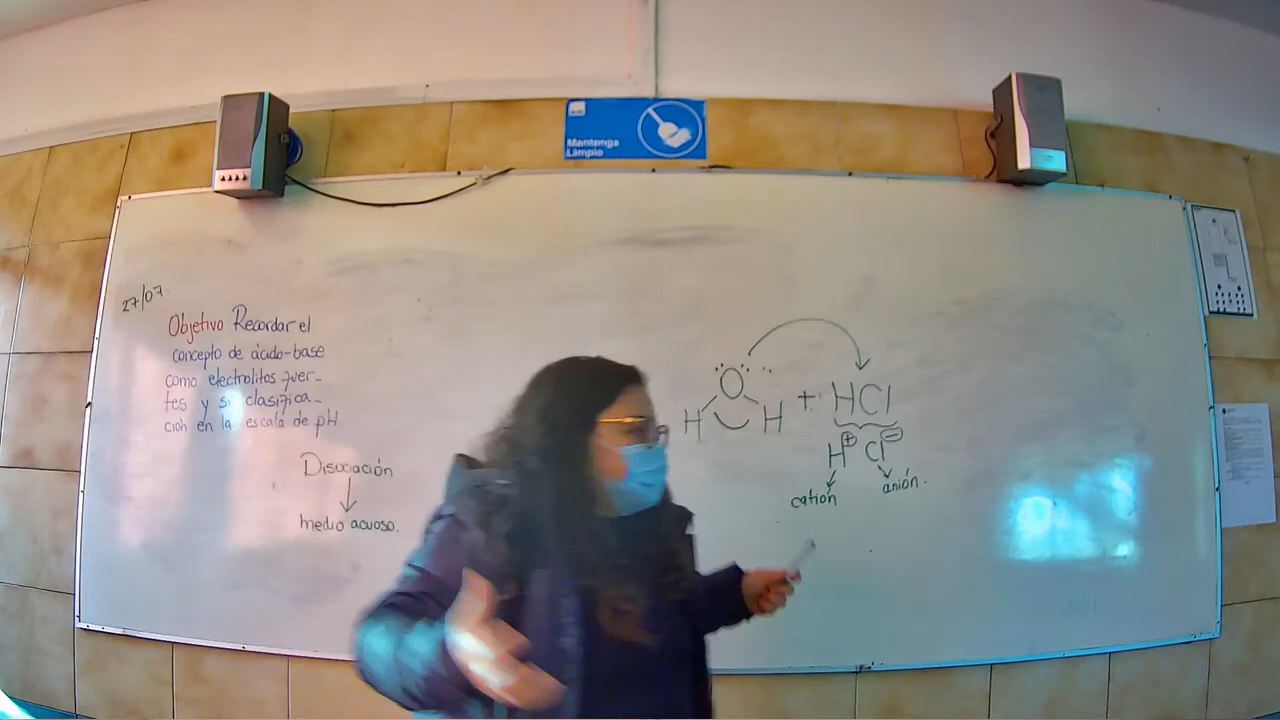 Mantenga
Limpio
27/07
Objetivo Recordar el
concepto de ácido-base
como electrolitos fuer-
tes y su clasifica-
ción en la escala de pH
Disociación
↓
medio acuoso.
O
H H + HCl
H⊕ Cl⊖
catión anión.